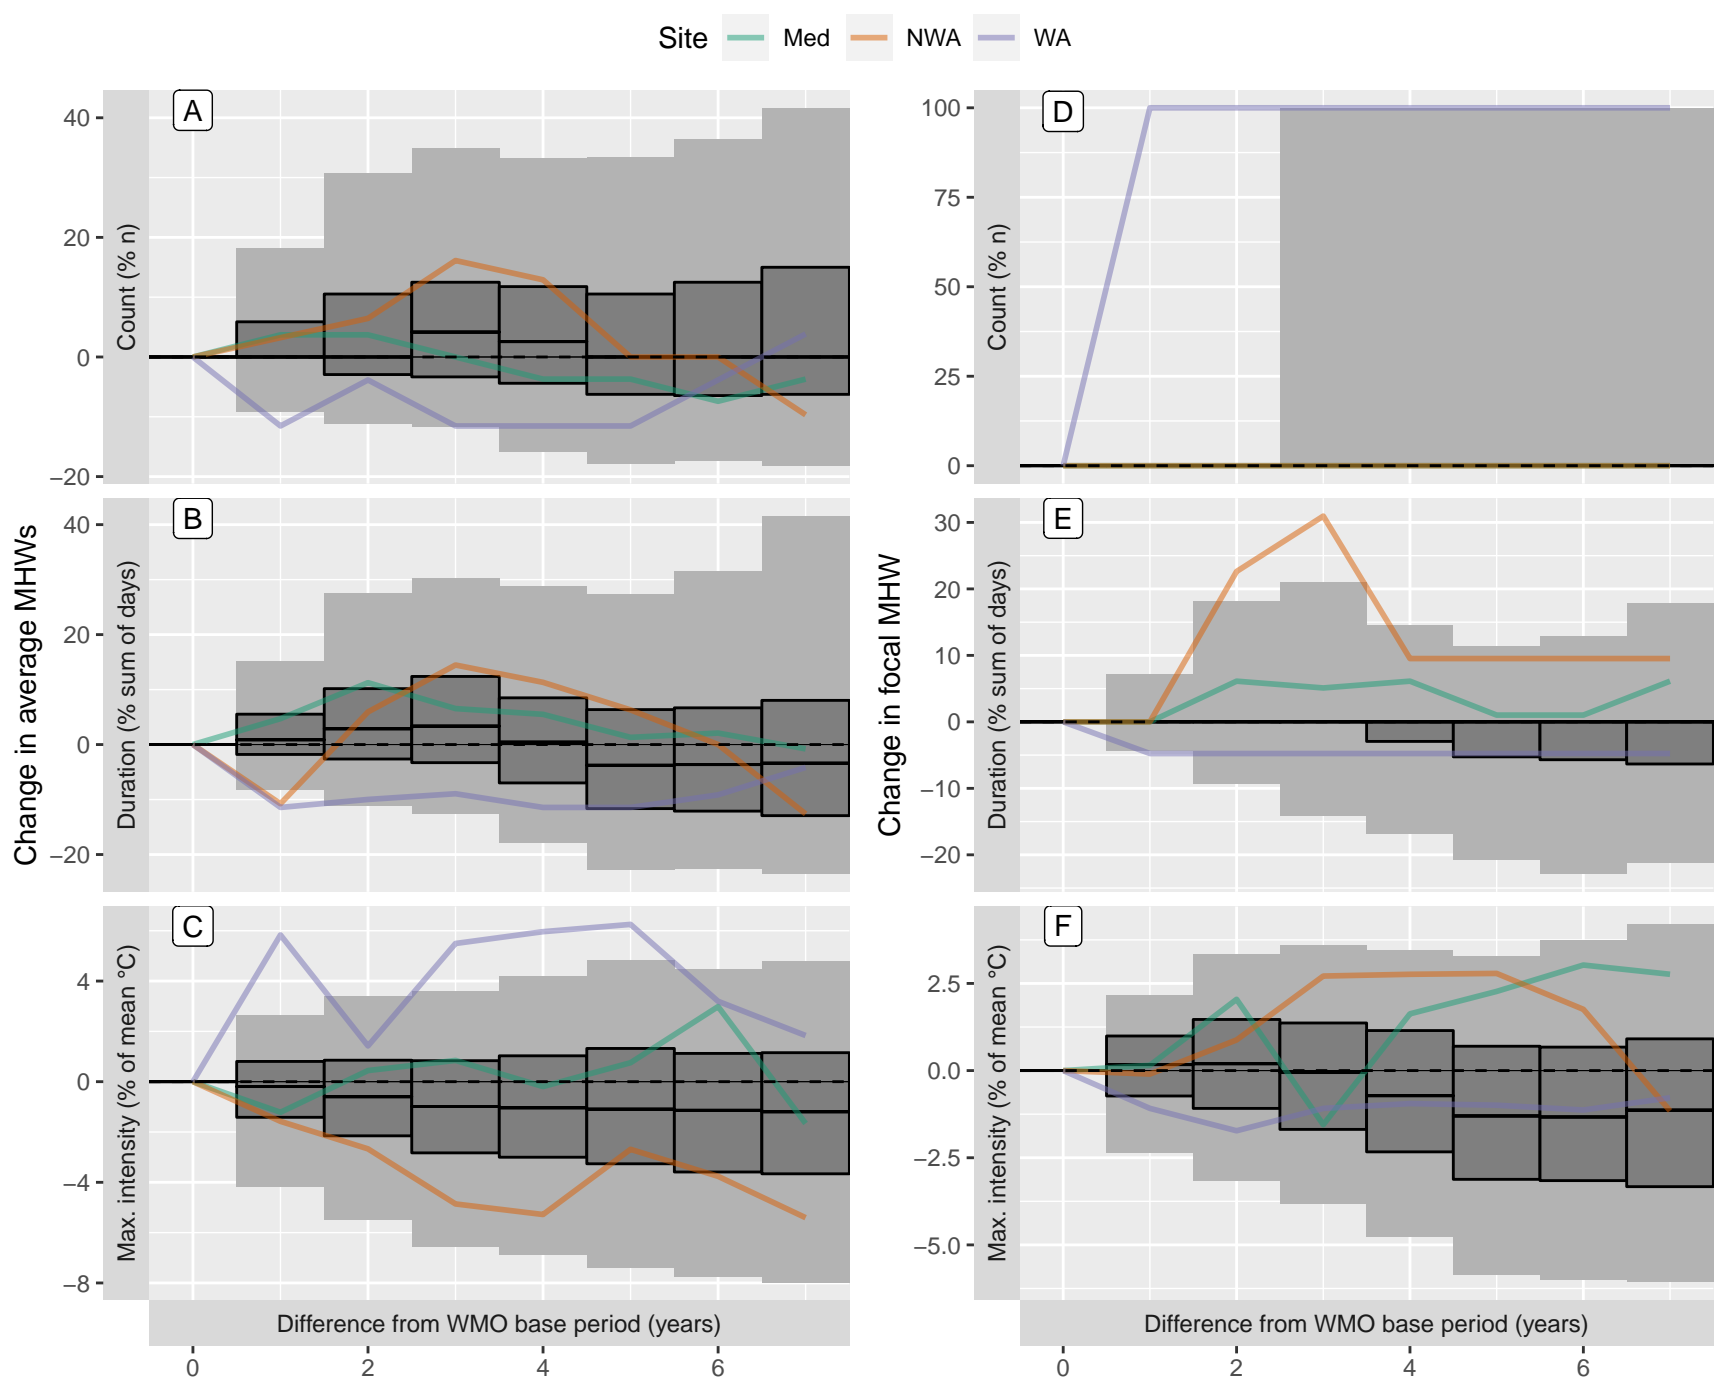 Site Med NWA WA
Change in average MHWs
A
Count (% n)
40
20
0
−20
B
Duration (% sum of days)
40
20
0
−20
C
Max. intensity (% of mean °C)
4
0
−4
−8
Difference from WMO base period (years)
0 2 4 6
Change in focal MHW
D
Count (% n)
100
75
50
25
0
E
Duration (% sum of days)
30
20
10
0
−10
−20
F
Max. intensity (% of mean °C)
2.5
0.0
−2.5
−5.0
Difference from WMO base period (years)
0 2 4 6